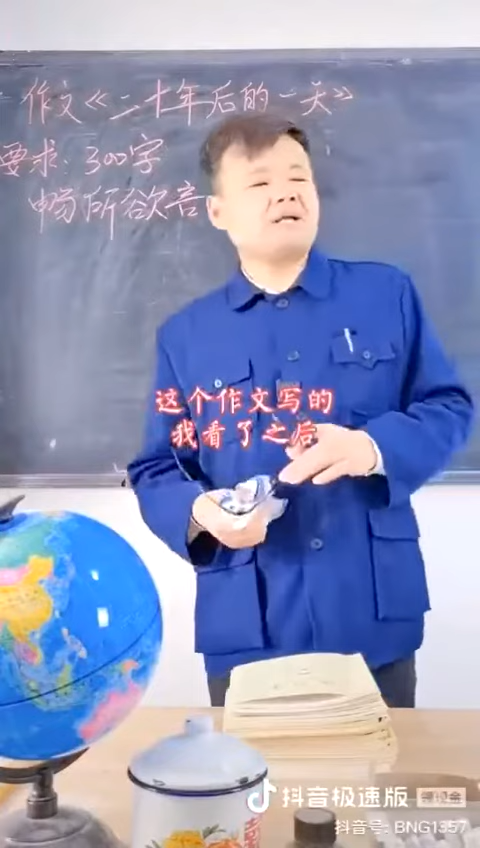 作文《二十年后的一天》
要求：300字
畅所欲言
这个作文写的
我看了之后
抖音极速版
抖音号：BNG1357